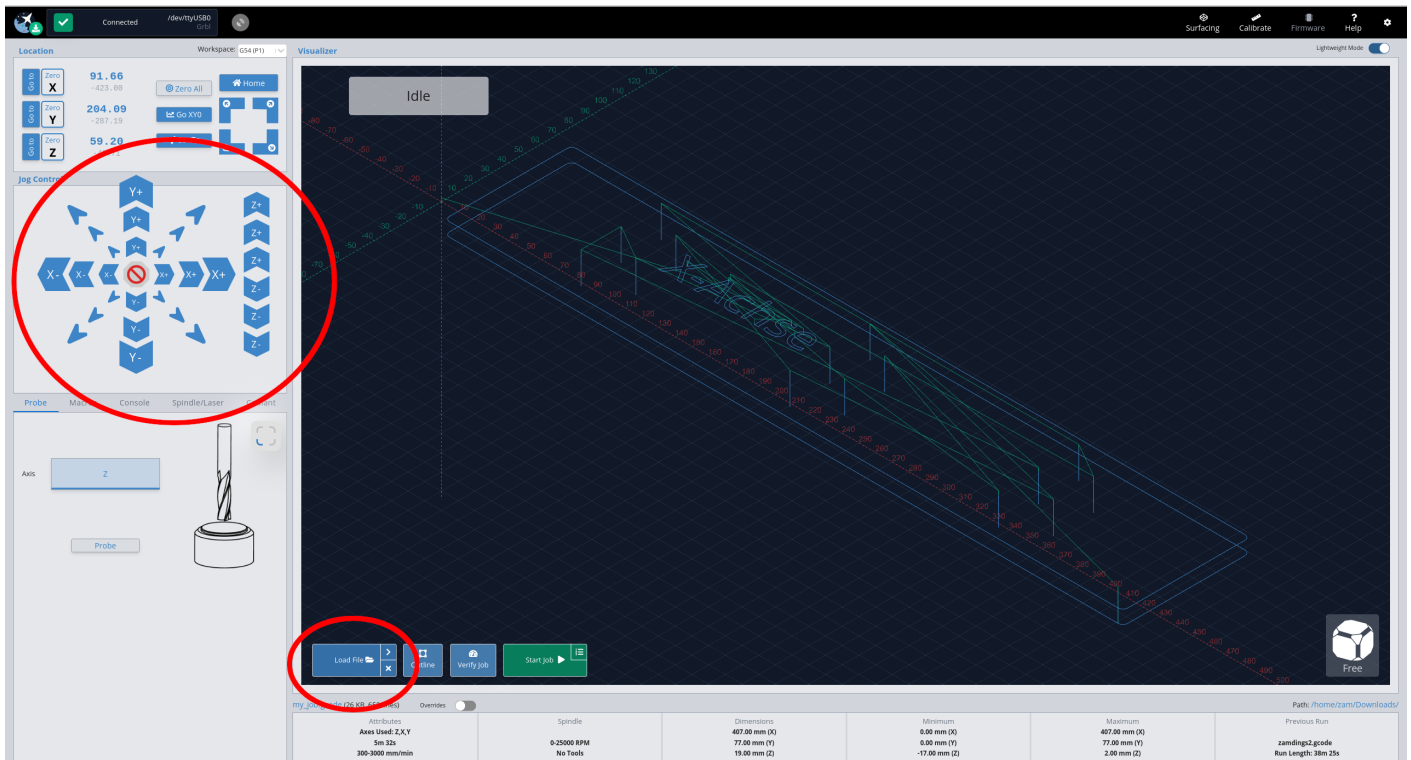 Connected
/dev/ttyUSB0
Grbl
Surfacing
Calibrate
Firmware
Help
Location
Workspace:
G54 (P1)
Visualizer
Lightweight Mode
Go to
Zero
X
91.66
-423.00
Zero All
Home
Go to
Zero
Y
204.09
-287.19
Go XY0
Go to
Zero
Z
59.20
Idle
Jog Control
Y+
Z+
Y+
Z+
Y+
Z+
X-
X-
X-
X+
X+
X+
Z-
Y-
Z-
Y-
Z-
Y-
Probe
Console
Spindle/Laser
Axis
Z
Probe
X-Actrse
Load File
Outline
Verify Job
Start Job
Free
Overrides
Path: /home/zam/Downloads/
Attributes
Axes Used: Z,X,Y
5m 32s
300-3000 mm/min
Spindle
0-25000 RPM
No Tools
Dimensions
407.00 mm (X)
77.00 mm (Y)
19.00 mm (Z)
Minimum
0.00 mm (X)
0.00 mm (Y)
-17.00 mm (Z)
Maximum
407.00 mm (X)
77.00 mm (Y)
2.00 mm (Z)
Previous Run
zamdings2.gcode
Run Length: 38m 25s